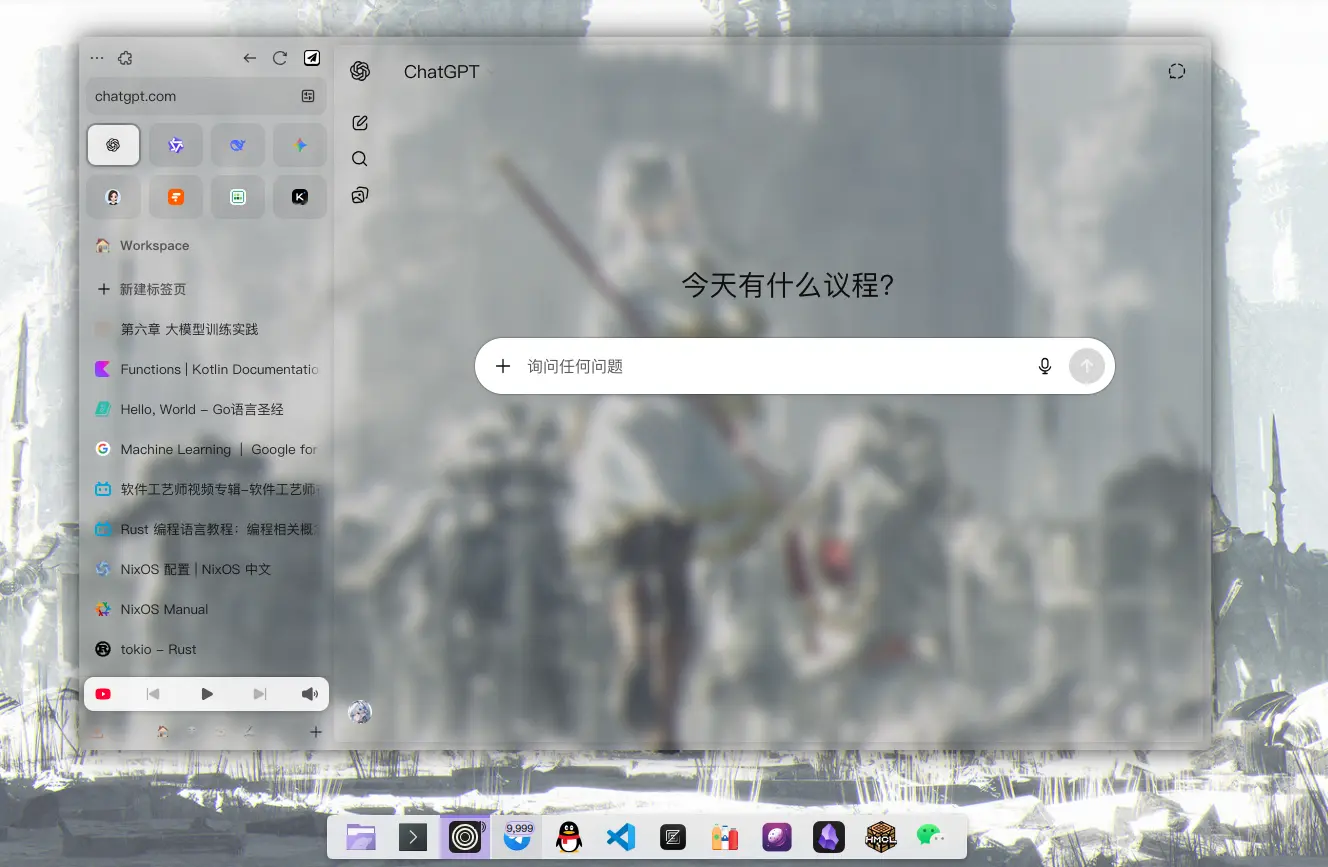 ChatGPT
chatgpt.com
Workspace
新建标签页
第六章 大模型训练实践
Functions | Kotlin Documentatio
Hello, World – Go语言圣经
Machine Learning | Google for
软件工艺师视频专辑-软件工艺师
Rust 编程语言教程：编程相关概
NixOS 配置 | NixOS 中文
NixOS Manual
tokio – Rust
今天有什么议程？
询问任何问题
9,999
HMCL